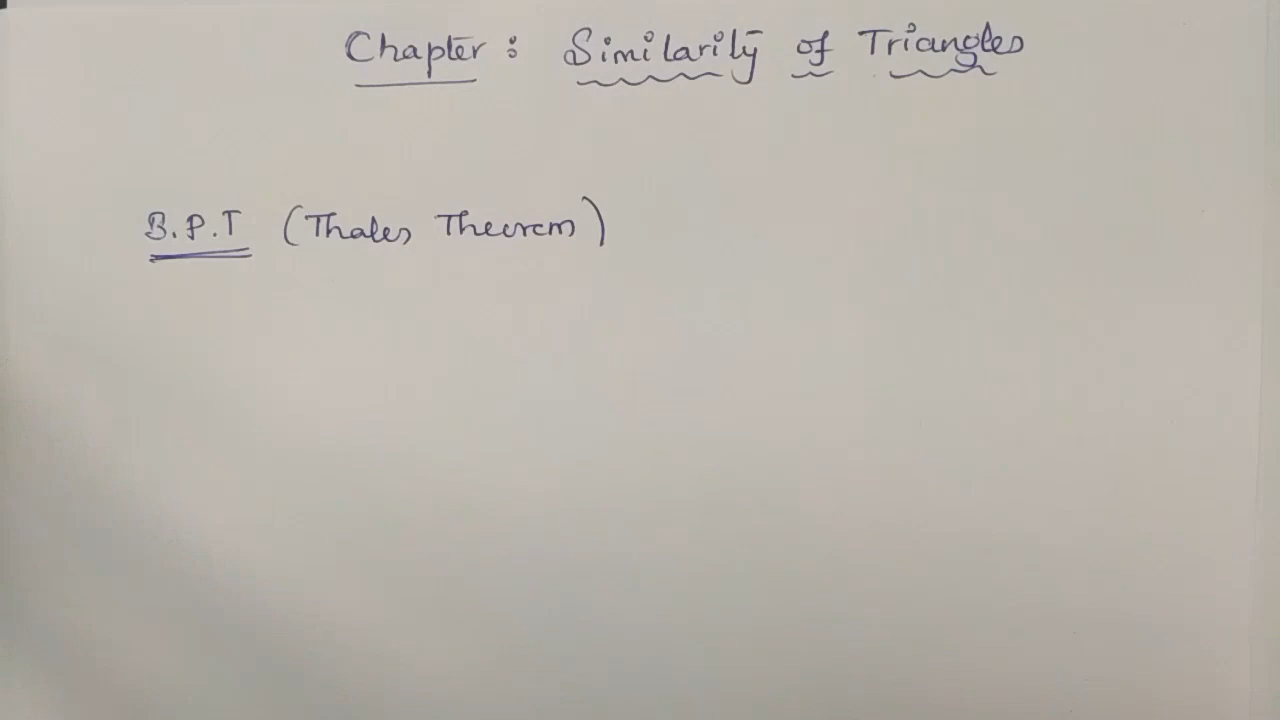 Chapter : Similarity of Triangles
B.P.T (Thales Theorem)